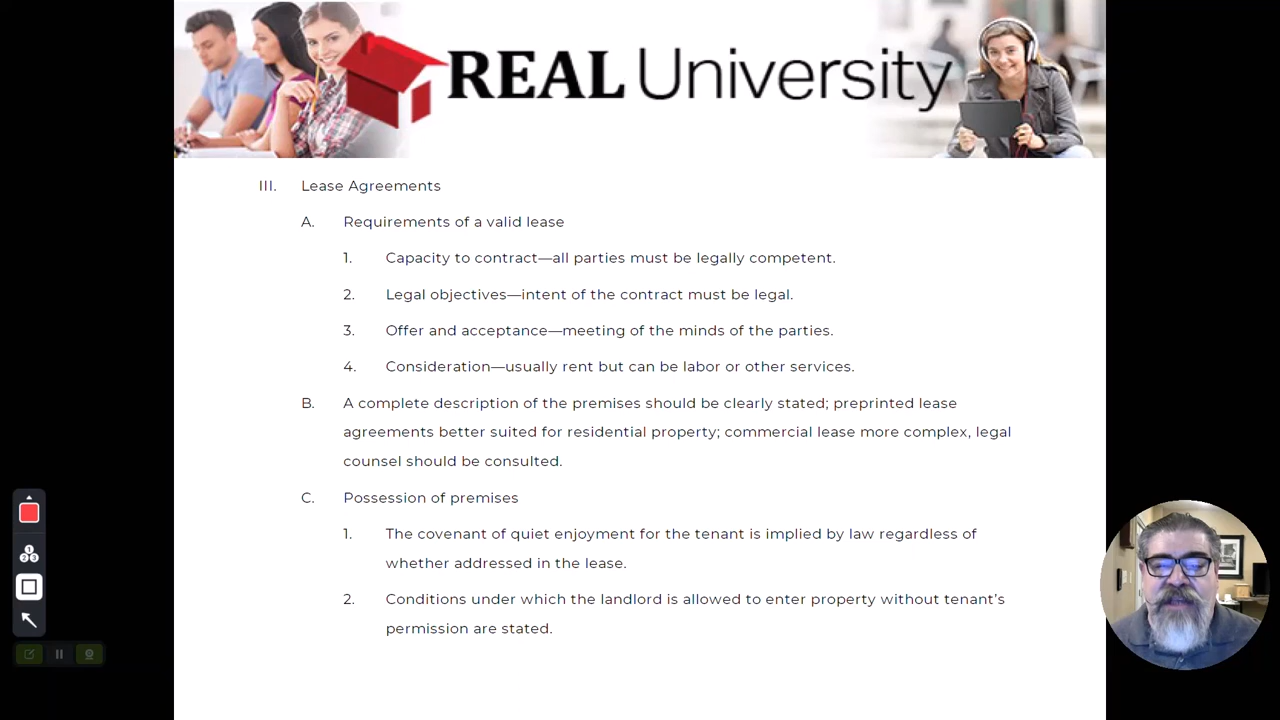 REAL University
III. Lease Agreements
A. Requirements of a valid lease
1. Capacity to contract—all parties must be legally competent.
2. Legal objectives—intent of the contract must be legal.
3. Offer and acceptance—meeting of the minds of the parties.
4. Consideration—usually rent but can be labor or other services.
B. A complete description of the premises should be clearly stated; preprinted lease
agreements better suited for residential property; commercial lease more complex, legal
counsel should be consulted.
C. Possession of premises
1. The covenant of quiet enjoyment for the tenant is implied by law regardless of
whether addressed in the lease.
2. Conditions under which the landlord is allowed to enter property without tenant's
permission are stated.